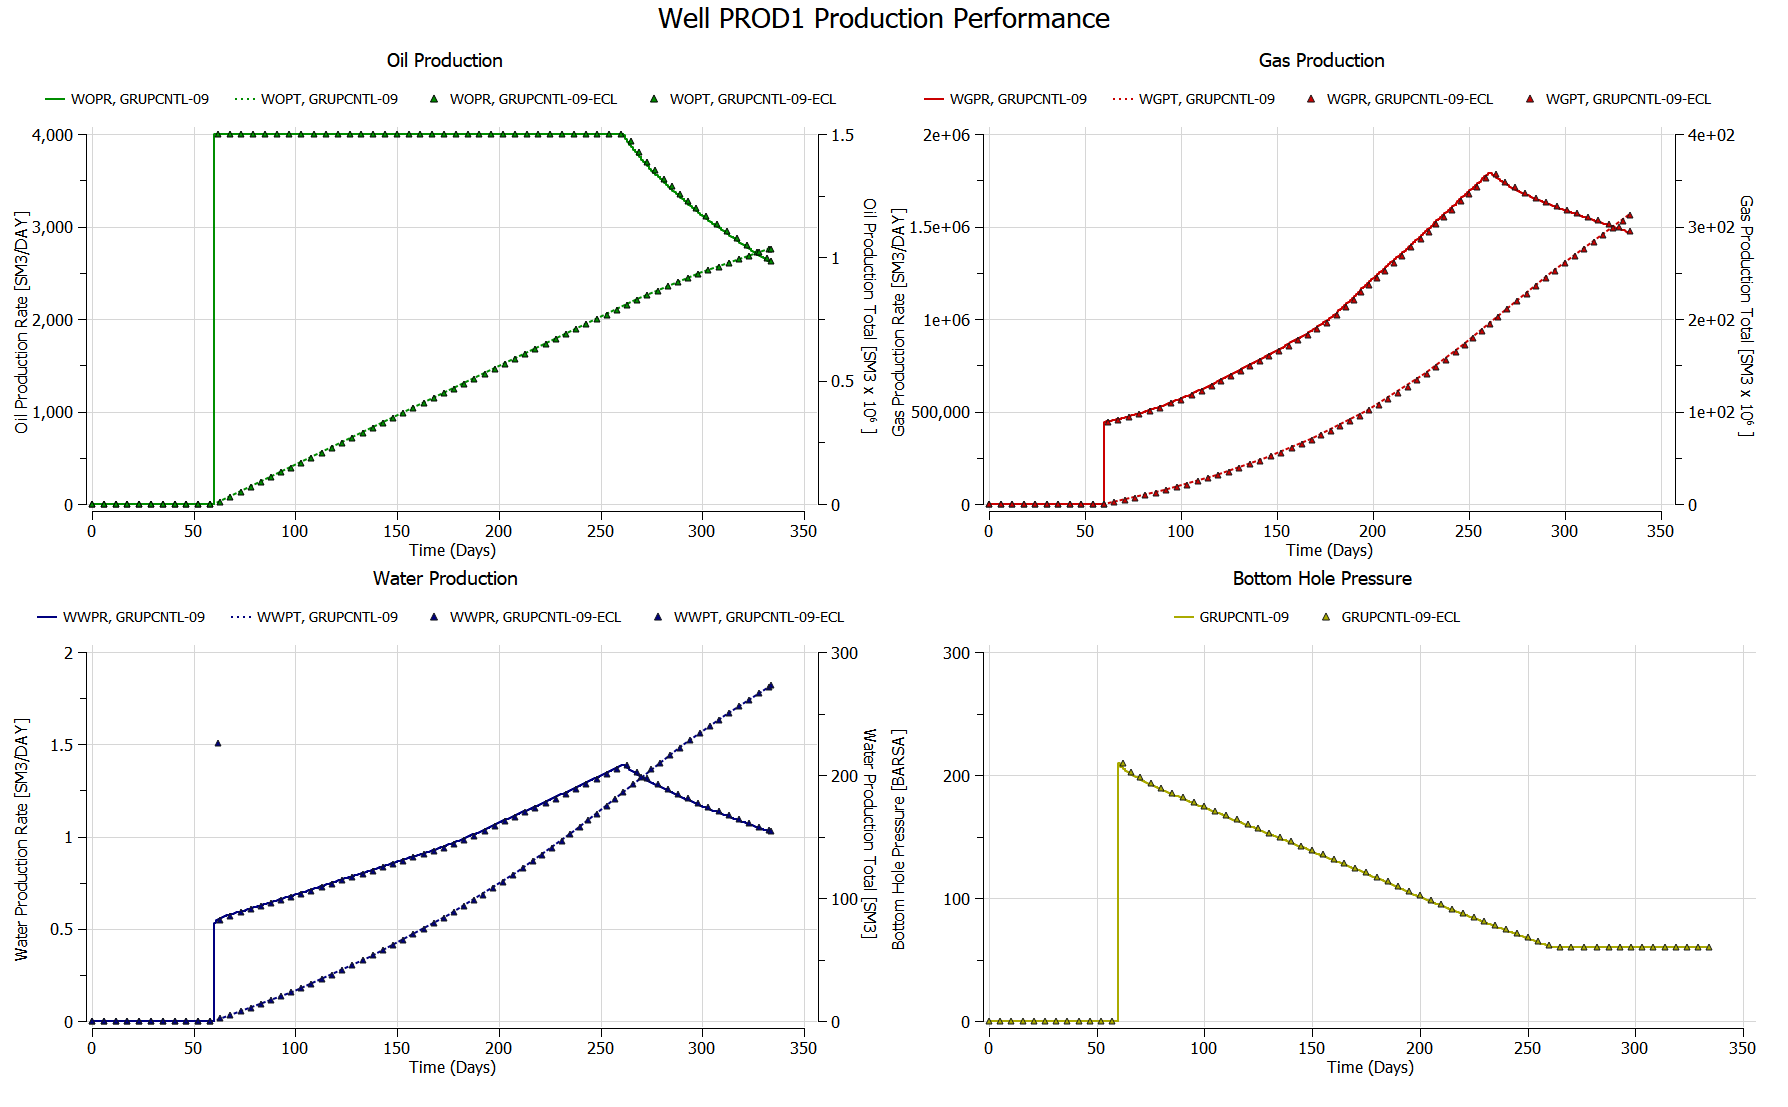 Well PROD1 Production Performance
Oil Production
WOPR, GRUPCNTL-09
WOPT, GRUPCNTL-09
WOPR, GRUPCNTL-09-ECL
WOPT, GRUPCNTL-09-ECL
4,000
3,000
2,000
1,000
0
Oil Production Rate [SM3/DAY]
1.5
1
0.5
0
Oil Production Total [SM3 x 10⁶ ]
0 50 100 150 200 250 300 350
Time (Days)
Gas Production
WGPR, GRUPCNTL-09
WGPT, GRUPCNTL-09
WGPR, GRUPCNTL-09-ECL
WGPT, GRUPCNTL-09-ECL
2e+06
1.5e+06
1e+06
500,000
0
Gas Production Rate [SM3/DAY]
4e+02
3e+02
2e+02
1e+02
0
Gas Production Total [SM3 x 10⁶ ]
0 50 100 150 200 250 300 350
Time (Days)
Water Production
WWPR, GRUPCNTL-09
WWPT, GRUPCNTL-09
WWPR, GRUPCNTL-09-ECL
WWPT, GRUPCNTL-09-ECL
2
1.5
1
0.5
0
Water Production Rate [SM3/DAY]
300
200
100
0
Water Production Total [SM3]
0 50 100 150 200 250 300 350
Time (Days)
Bottom Hole Pressure
GRUPCNTL-09
GRUPCNTL-09-ECL
300
200
100
0
Bottom Hole Pressure [BARSA]
0 50 100 150 200 250 300 350
Time (Days)